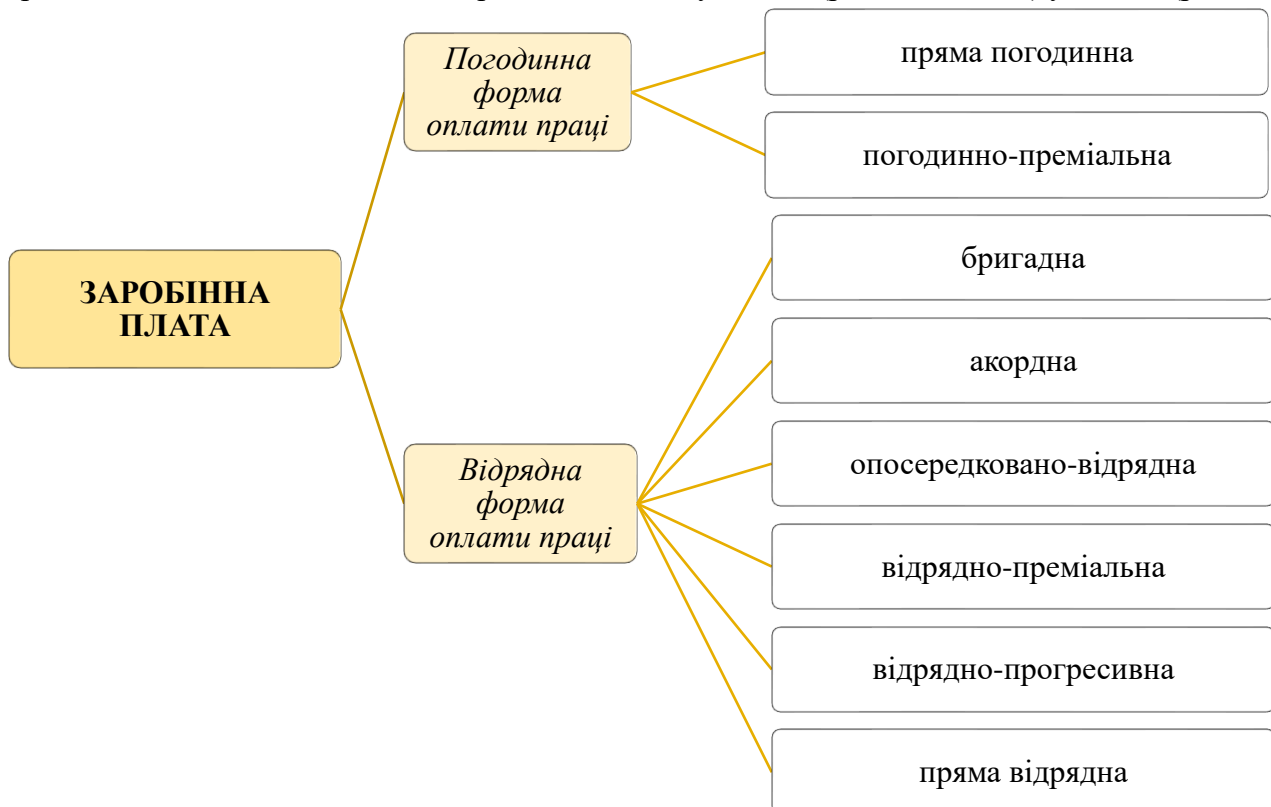 ЗАРОБІННА
ПЛАТА
Погодинна
форма
оплати праці
пряма погодинна
погодинно-преміальна
Відрядна
форма
оплати праці
бригадна
акордна
опосередковано-відрядна
відрядно-преміальна
відрядно-прогресивна
пряма відрядна